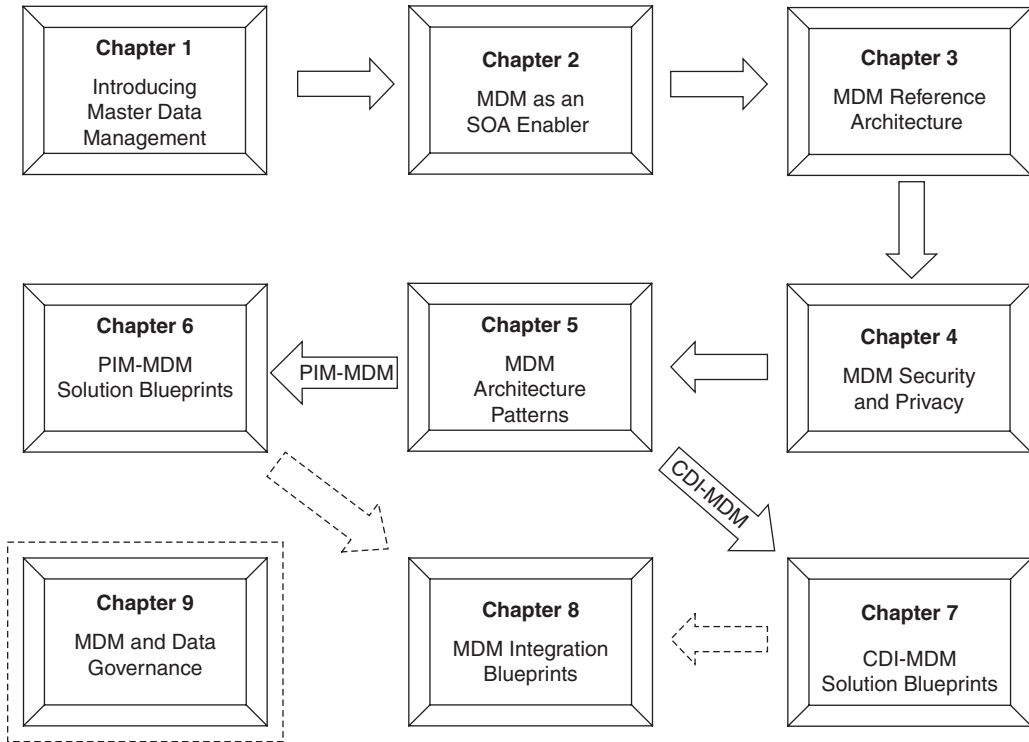 Chapter 1
Introducing
Master Data
Management
Chapter 2
MDM as an
SOA Enabler
Chapter 3
MDM Reference
Architecture
Chapter 6
PIM-MDM
Solution Blueprints
PIM-MDM
Chapter 5
MDM
Architecture
Patterns
Chapter 4
MDM Security
and Privacy
CDI-MDM
Chapter 9
MDM and Data
Governance
Chapter 8
MDM Integration
Blueprints
Chapter 7
CDI-MDM
Solution Blueprints